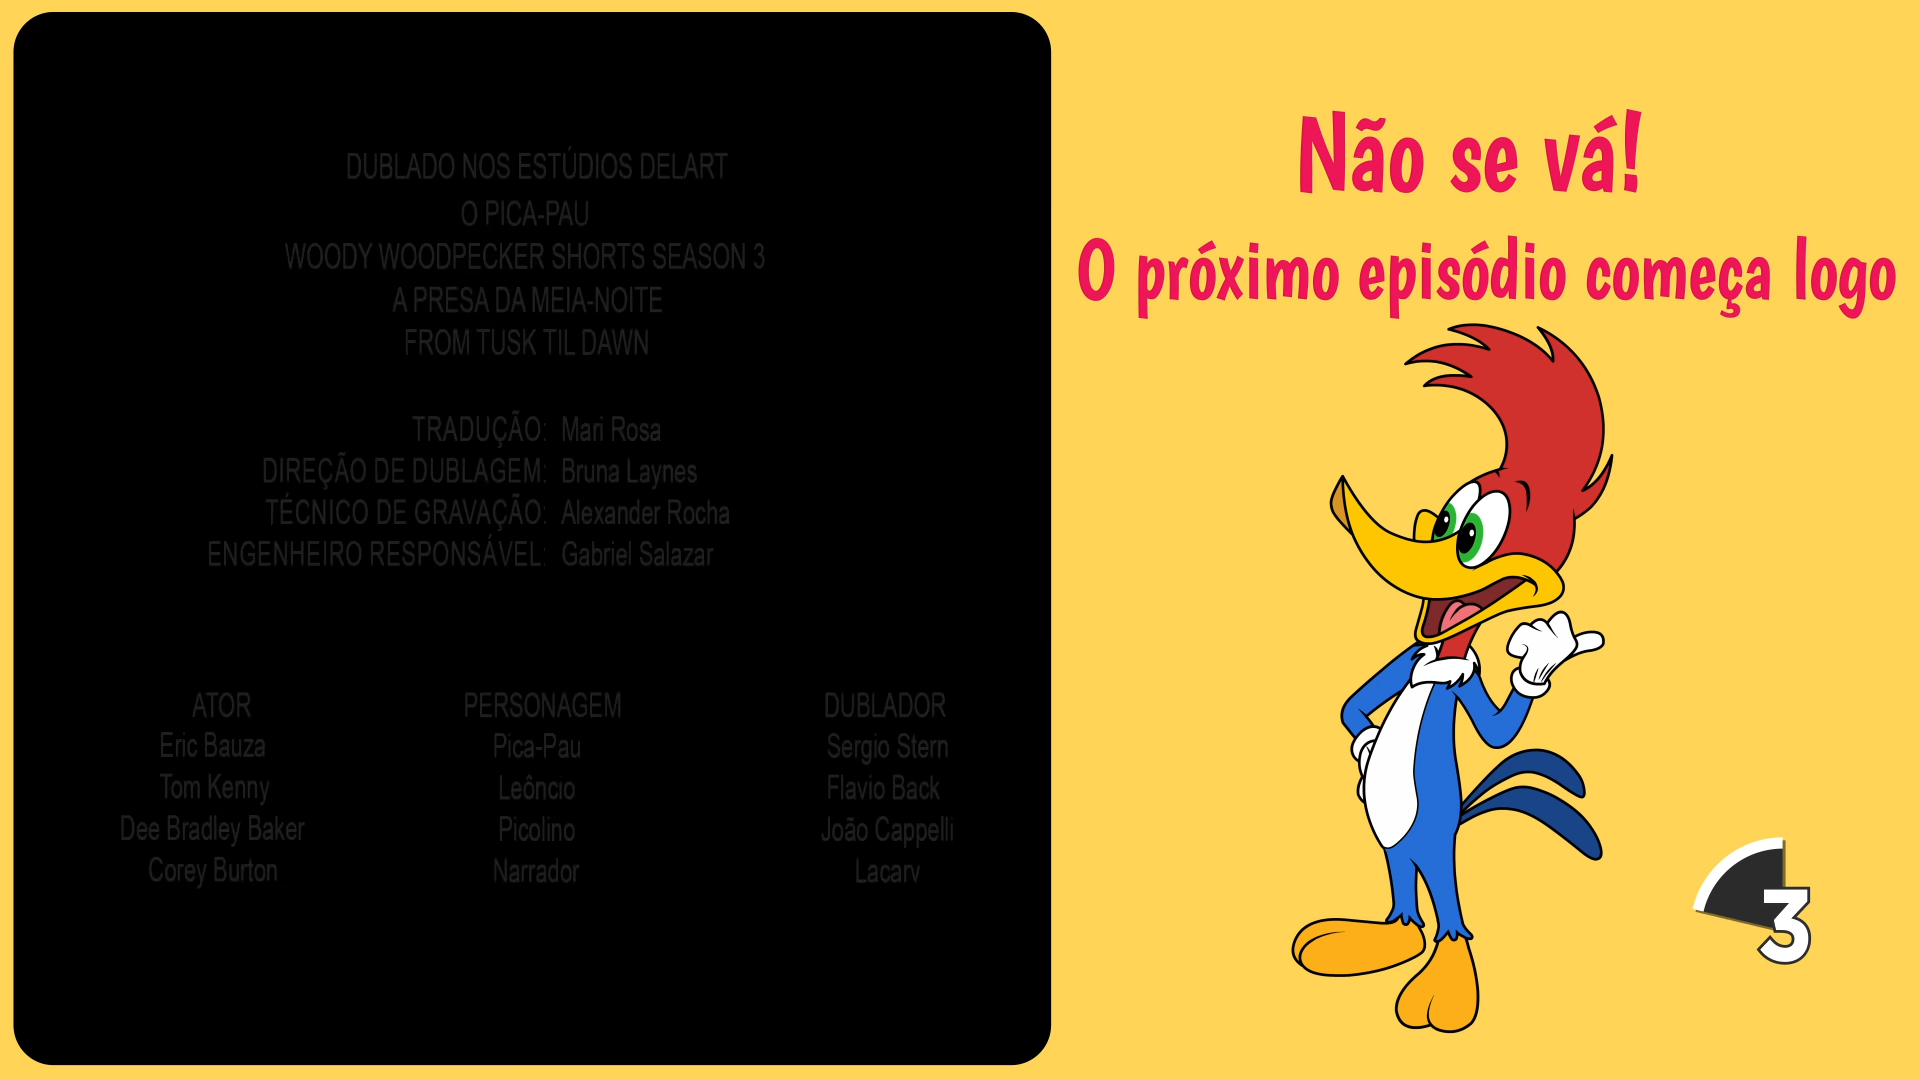 DUBLADO NOS ESTÚDIOS DELART
O PICA-PAU
WOODY WOODPECKER SHORTS SEASON 3
A PRESA DA MEIA-NOITE
FROM TUSK TIL DAWN
TRADUÇÃO: Mari Rosa
DIREÇÃO DE DUBLAGEM: Bruna Laynes
TÉCNICO DE GRAVAÇÃO: Alexander Rocha
ENGENHEIRO RESPONSÁVEL: Gabriel Salazar
ATOR PERSONAGEM DUBLADOR
Eric Bauza Pica-Pau Sergio Stern
Tom Kenny Leôncio Flavio Back
Dee Bradley Baker Picolino João Cappelli
Corey Burton Narrador Lacarv
Não se vá!
O próximo episódio começa logo
3